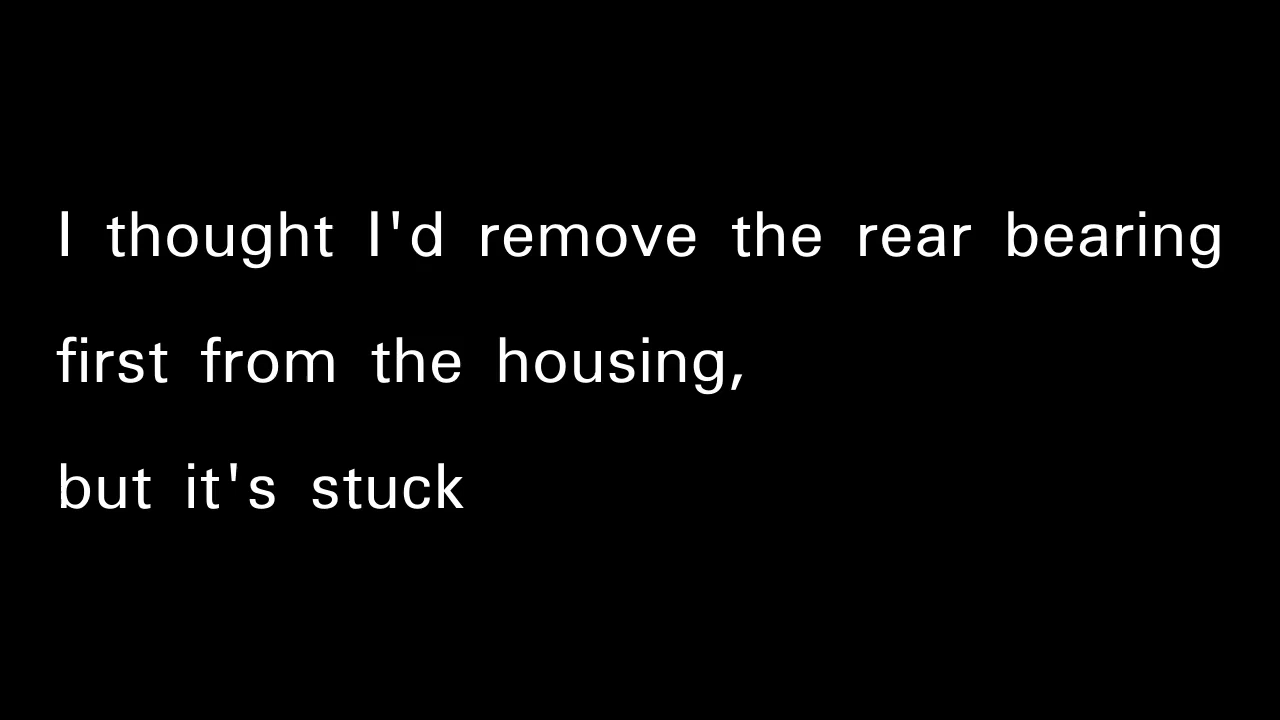 I thought I'd remove the rear bearing
first from the housing,
but it's stuck